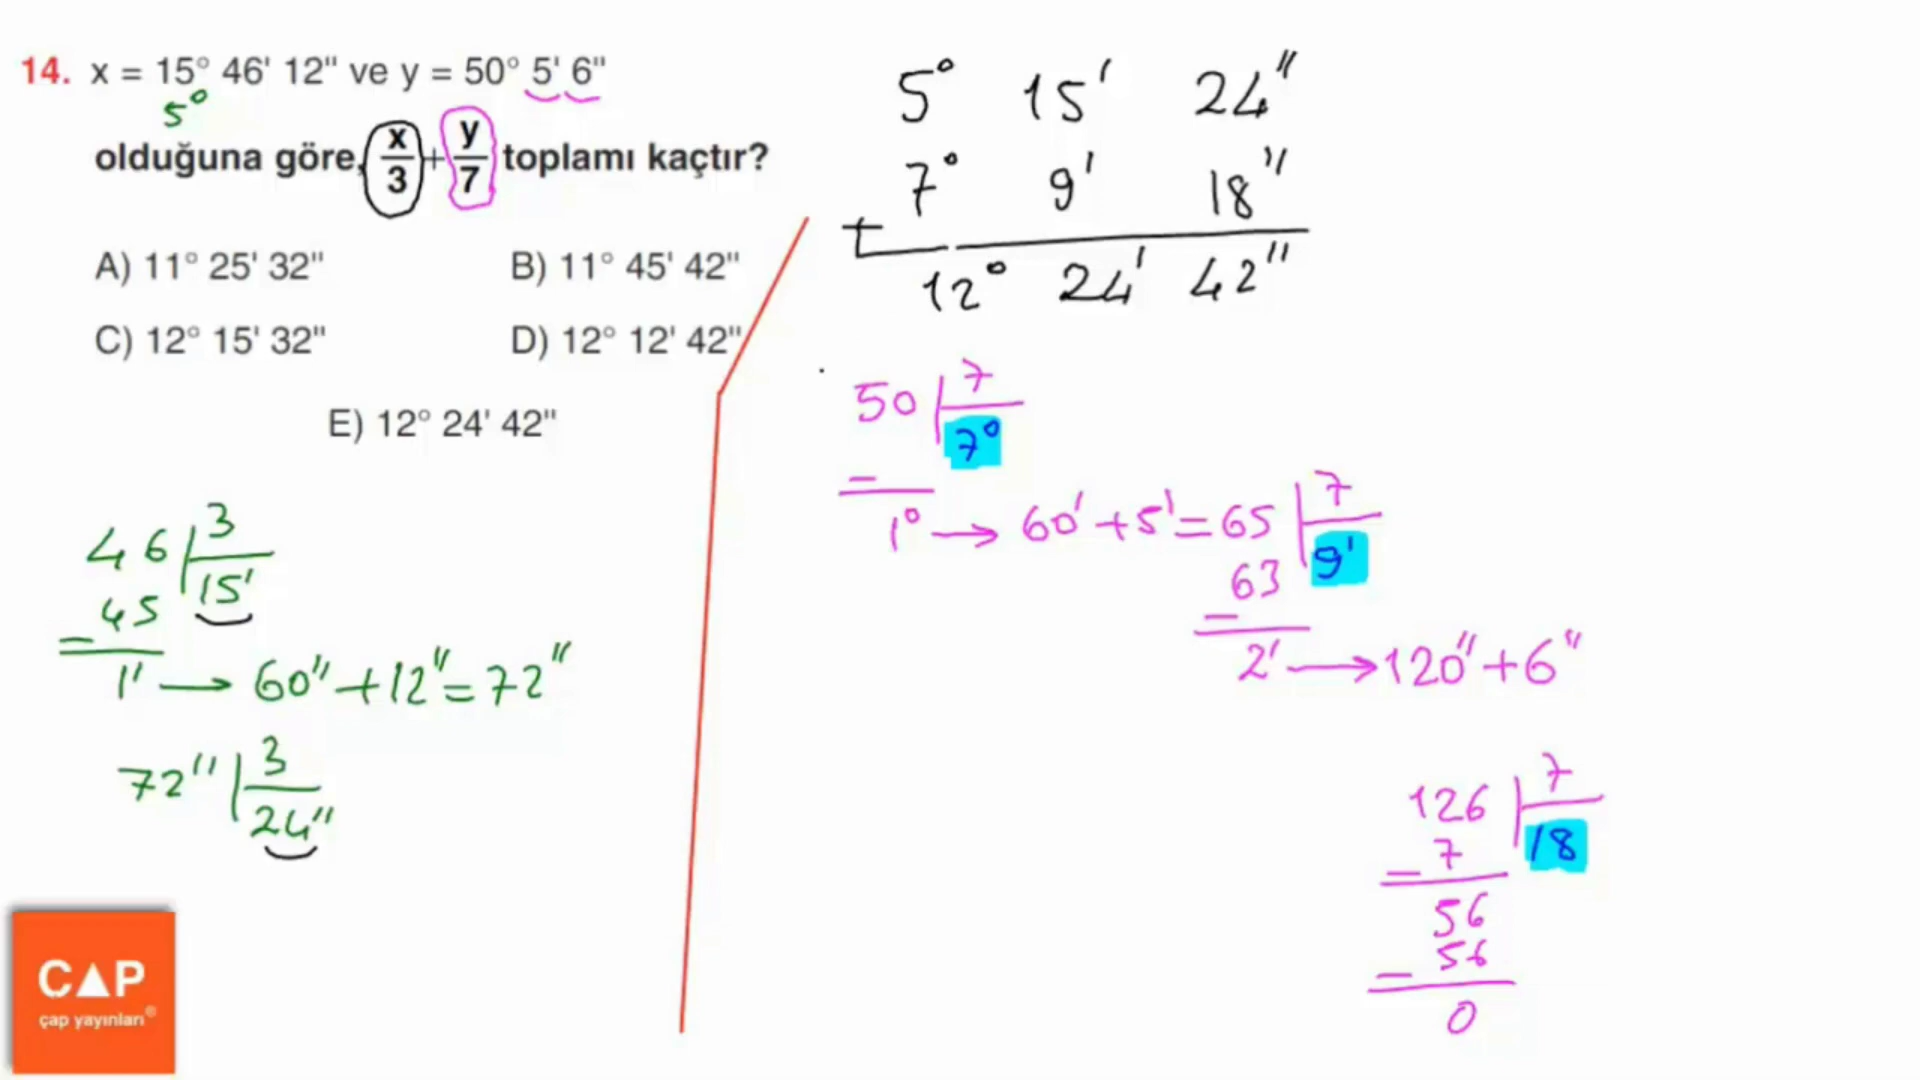 14. x = 15° 46' 12" ve y = 50° 5' 6"
5°
olduğuna göre, x/3 + y/7 toplamı kaçtır?
A) 11° 25' 32"
B) 11° 45' 42"
C) 12° 15' 32"
D) 12° 12' 42"
E) 12° 24' 42"
46 | 3
15'
- 45
1' → 60" + 12" = 72"
72" | 3
24"
5° 15' 24"
7° 9' 18"
+
12° 24' 42"
50 | 7
7°
-
1° → 60' + 5' = 65 | 7
9'
- 63
2' → 120" + 6"
126 | 7
18
- 7
56
- 56
0
ÇAP
çap yayınları®